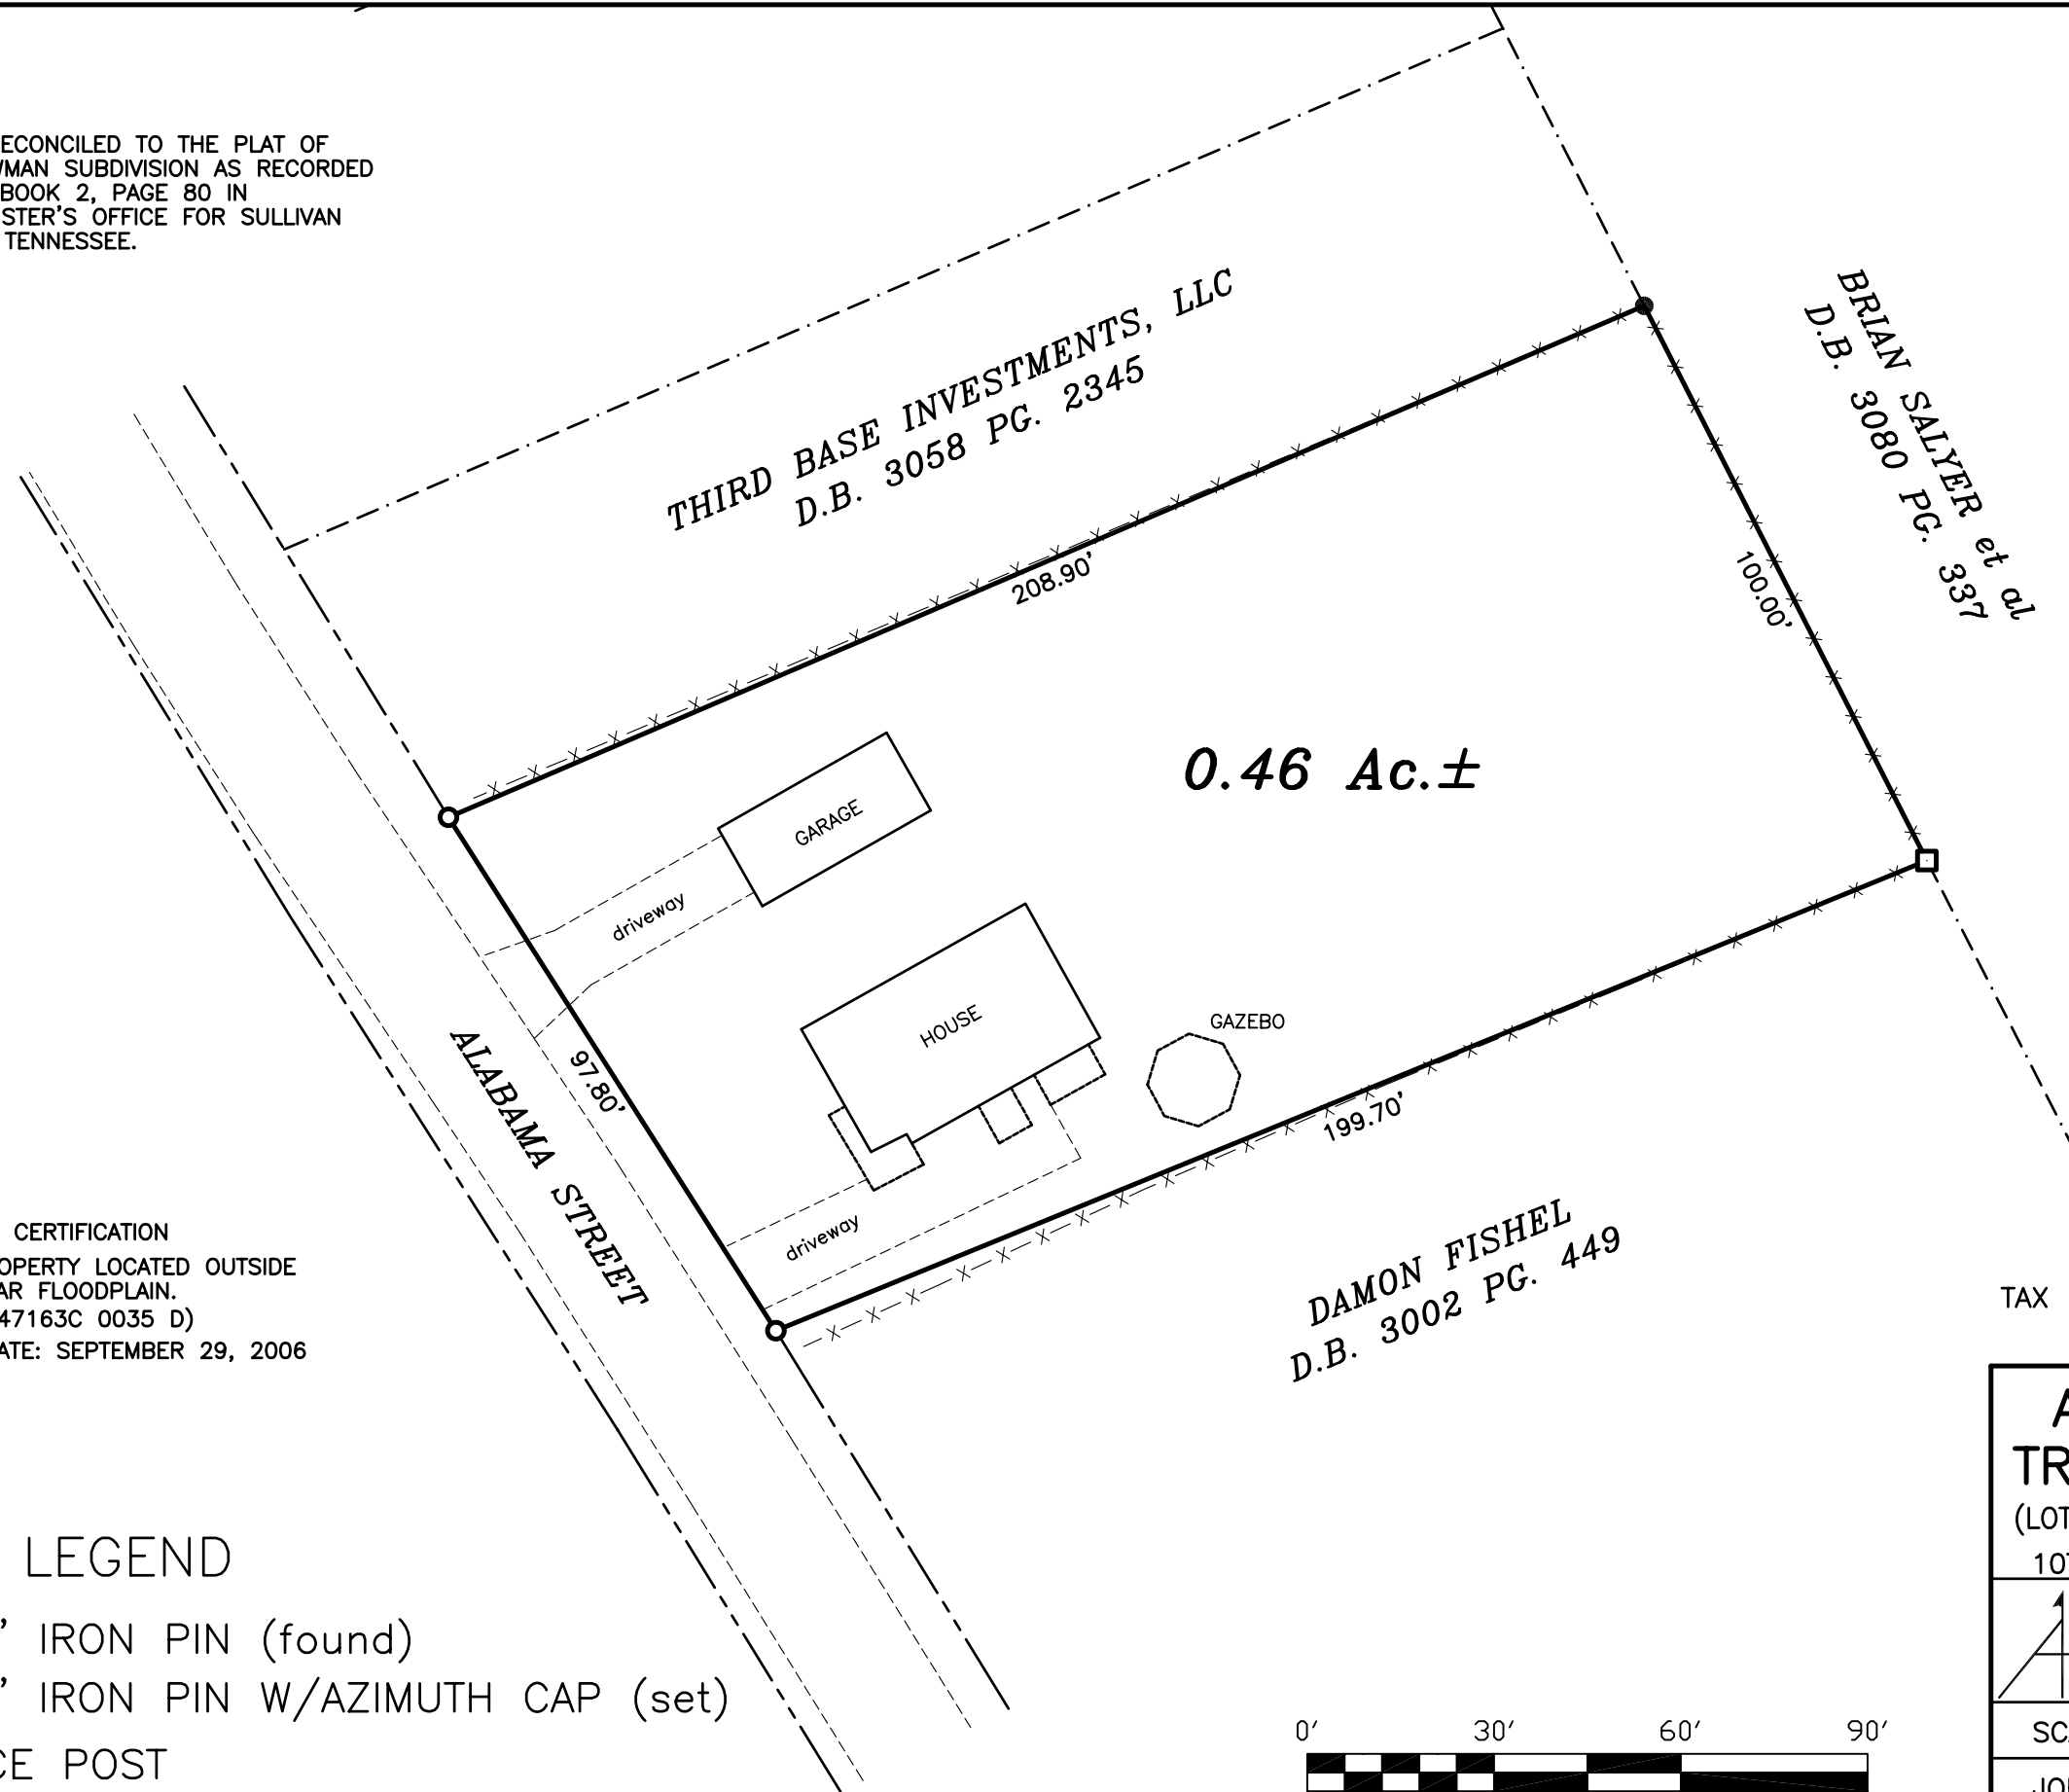 ECONCILED TO THE PLAT OF
WMAN SUBDIVISION AS RECORDED
BOOK 2, PAGE 80 IN
STER'S OFFICE FOR SULLIVAN
TENNESSEE.
THIRD BASE INVESTMENTS, LLC
D.B. 3058 PG. 2345
BRIAN SALYER et al
D.B. 3080 PG. 337
208.90'
100.00'
0.46 Ac.±
GARAGE
driveway
HOUSE
GAZEBO
97.80'
ALABAMA STREET
199.70'
driveway
DAMON FISHEL
D.B. 3002 PG. 449
CERTIFICATION
OPERTY LOCATED OUTSIDE
AR FLOODPLAIN.
47163C 0035 D)
ATE: SEPTEMBER 29, 2006
TAX
A
TR
(LOT
10
LEGEND
" IRON PIN (found)
" IRON PIN W/AZIMUTH CAP (set)
CE POST
0' 30' 60' 90'
SC